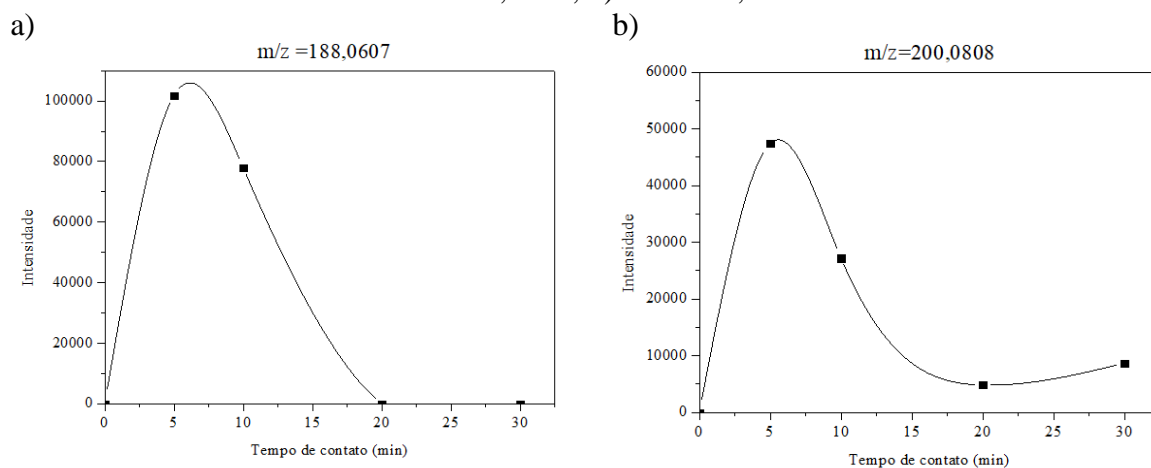 a)
m/z =188,0607
100000
80000
60000
40000
20000
0
Intensidade
0 5 10 15 20 25 30
Tempo de contato (min)
b)
m/z=200,0808
60000
50000
40000
30000
20000
10000
0
Intensidade
0 5 10 15 20 25 30
Tempo de contato (min)